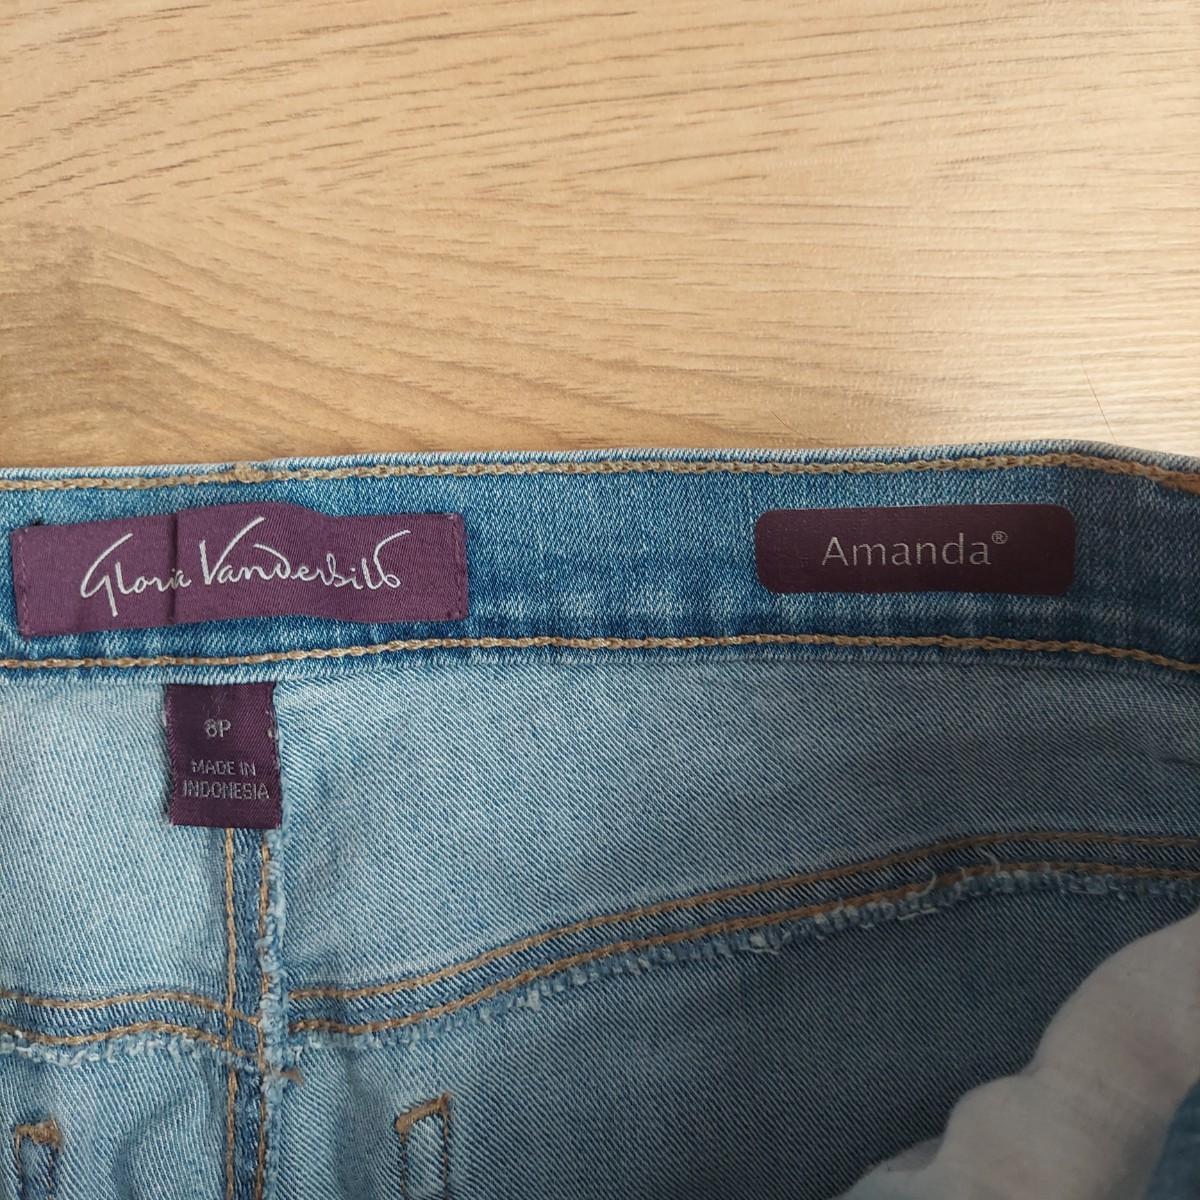 Gloria Vanderbilt
Amanda®
8P
MADE IN
INDONESIA